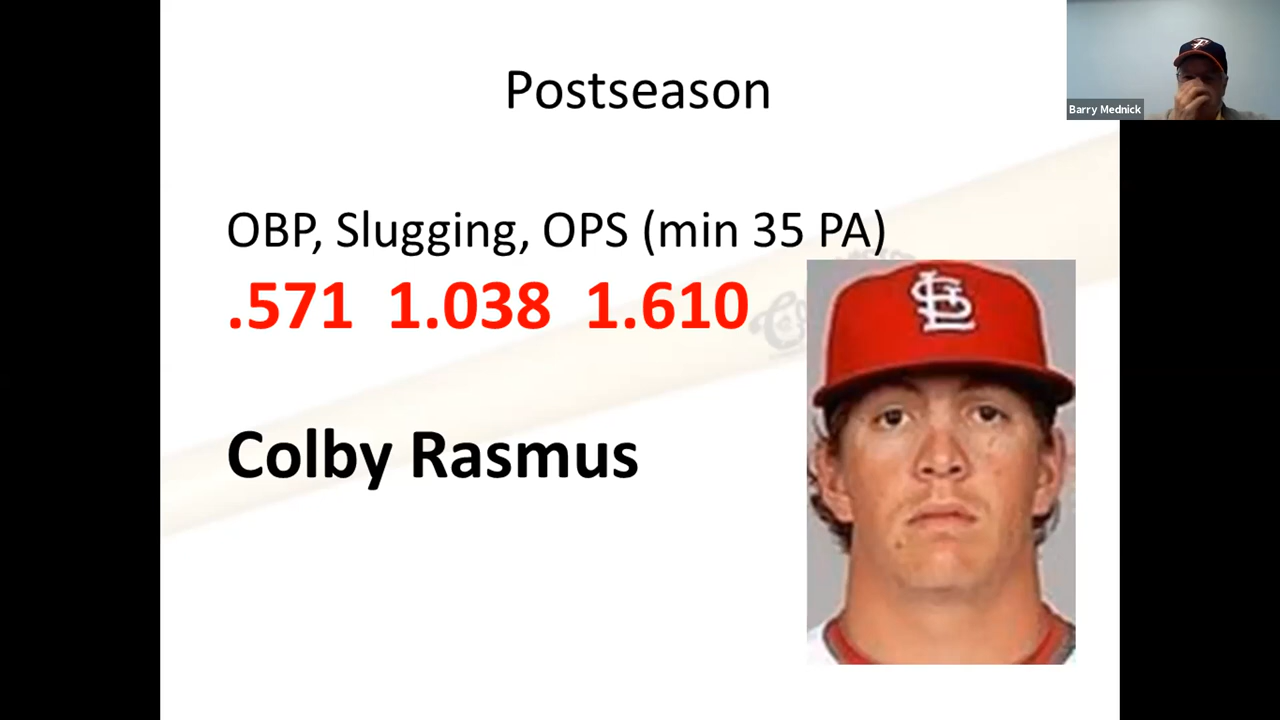 Postseason
Barry Mednick
OBP, Slugging, OPS (min 35 PA)
.571 1.038 1.610
Colby Rasmus